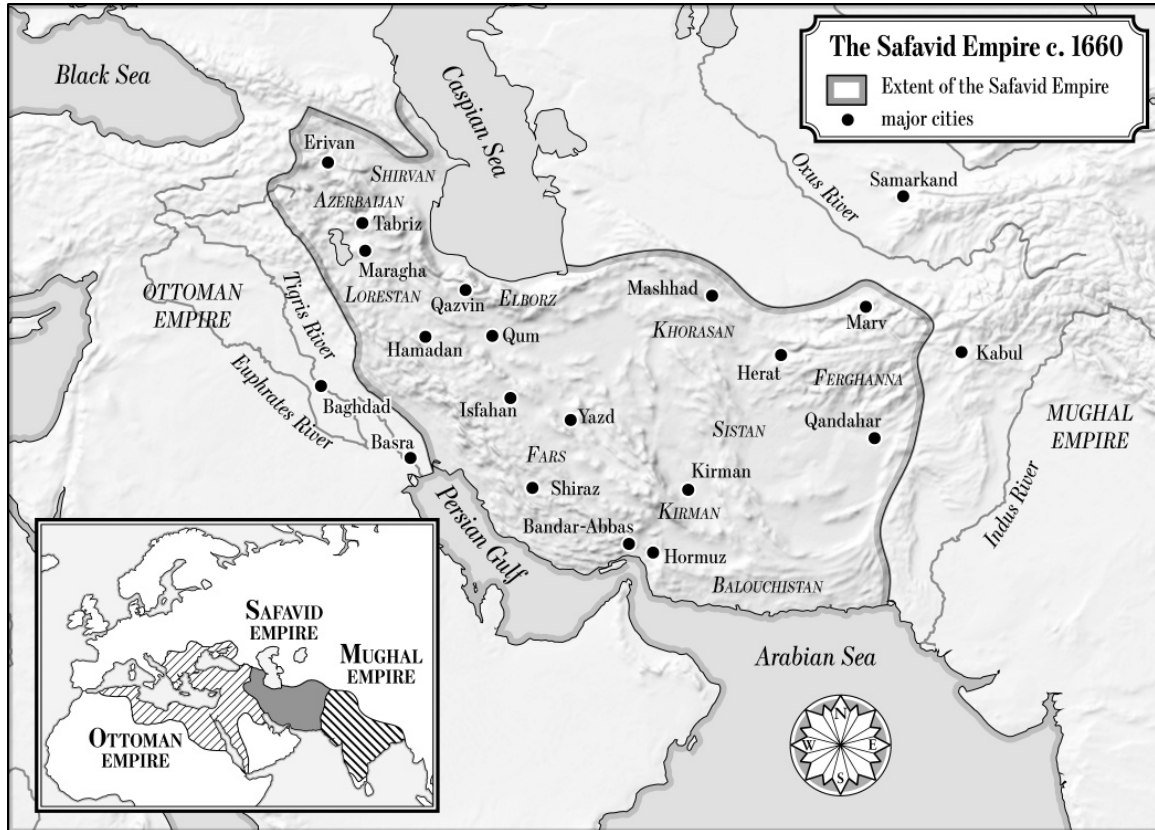 The Safavid Empire c. 1660
Extent of the Safavid Empire
major cities
Black Sea
Caspian Sea
Oxus River
Samarkand
Erivan
SHIRVAN
AZERBAIJAN
Tabriz
Maragha
LORESTAN
OTTOMAN
EMPIRE
Tigris River
Euphrates River
Qazvin
ELBORZ
Mashhad
KHORASAN
Marv
Kabul
Hamadan
Qum
Herat
FERGHANNA
Baghdad
Isfahan
Yazd
SISTAN
Qandahar
MUGHAL
EMPIRE
Indus River
Basra
FARS
Shiraz
Kirman
KIRMAN
Persian Gulf
Bandar-Abbas
Hormuz
BALOUCHISTAN
Arabian Sea
N
W
E
S
SAFAVID
EMPIRE
MUGHAL
EMPIRE
OTTOMAN
EMPIRE